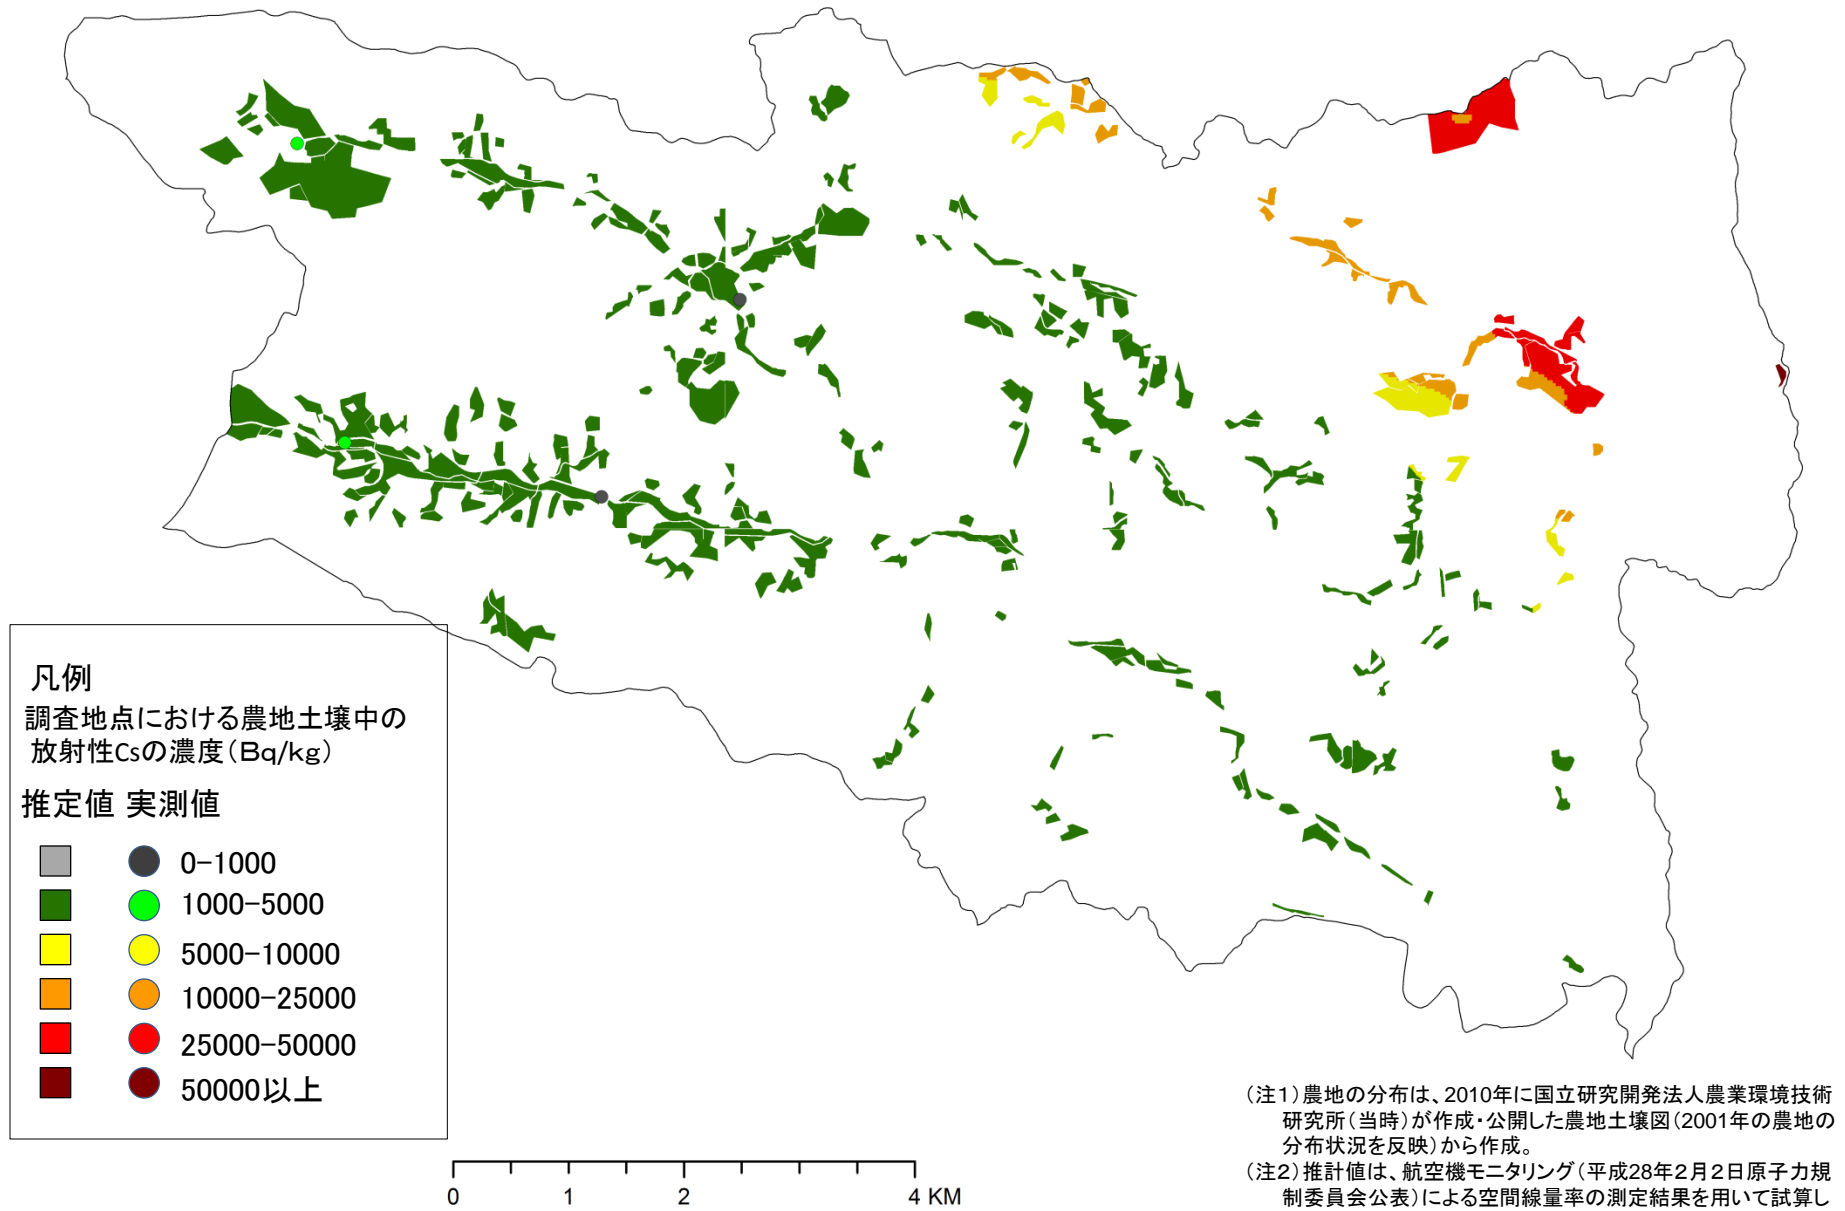 凡例
調査地点における農地土壌中の
放射性Csの濃度(Bq/kg)
推定値 実測値
0-1000
1000-5000
5000-10000
10000-25000
25000-50000
50000以上
0 1 2 4 KM
(注1)農地の分布は、2010年に国立研究開発法人農業環境技術
研究所(当時)が作成・公開した農地土壌図(2001年の農地の
分布状況を反映)から作成。
(注2)推計値は、航空機モニタリング(平成28年2月2日原子力規
制委員会公表)による空間線量率の測定結果を用いて試算し